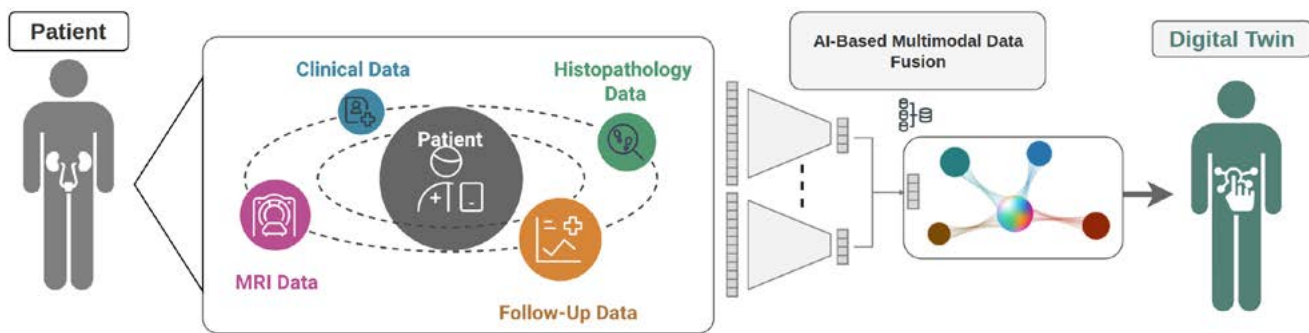 Patient
Clinical Data
Histopathology
Data
Patient
MRI Data
Follow-Up Data
AI-Based Multimodal Data
Fusion
Digital Twin